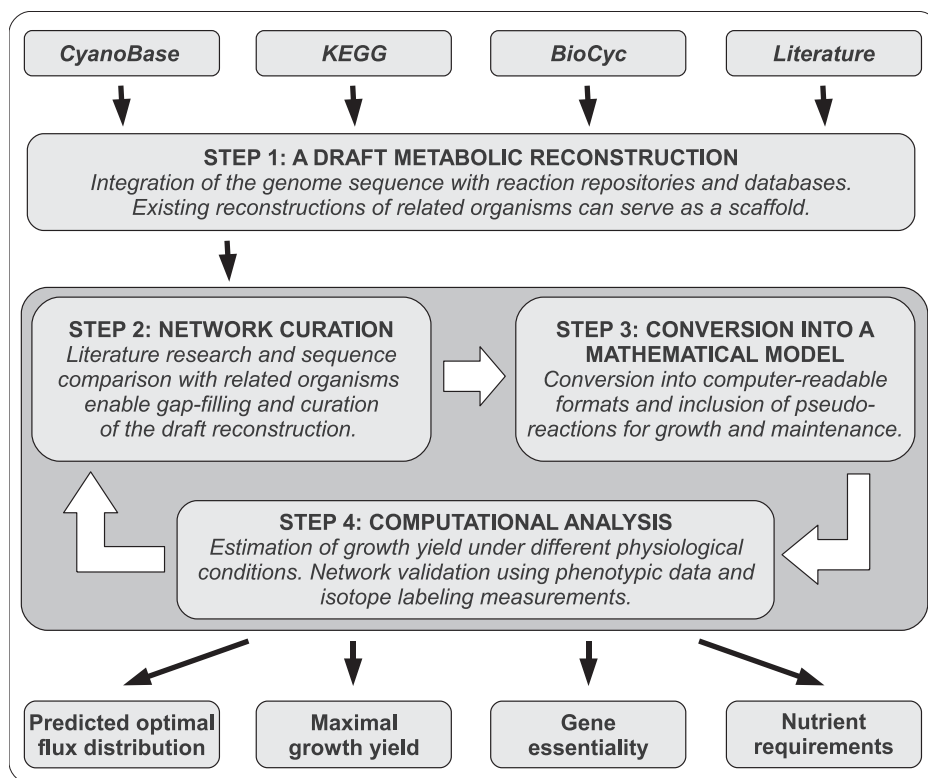 CyanoBase
KEGG
BioCyc
Literature
STEP 1: A DRAFT METABOLIC RECONSTRUCTION
Integration of the genome sequence with reaction repositories and databases.
Existing reconstructions of related organisms can serve as a scaffold.
STEP 2: NETWORK CURATION
Literature research and sequence
comparison with related organisms
enable gap-filling and curation
of the draft reconstruction.
STEP 3: CONVERSION INTO A
MATHEMATICAL MODEL
Conversion into computer-readable
formats and inclusion of pseudo-
reactions for growth and maintenance.
STEP 4: COMPUTATIONAL ANALYSIS
Estimation of growth yield under different physiological
conditions. Network validation using phenotypic data and
isotope labeling measurements.
Predicted optimal
flux distribution
Maximal
growth yield
Gene
essentiality
Nutrient
requirements